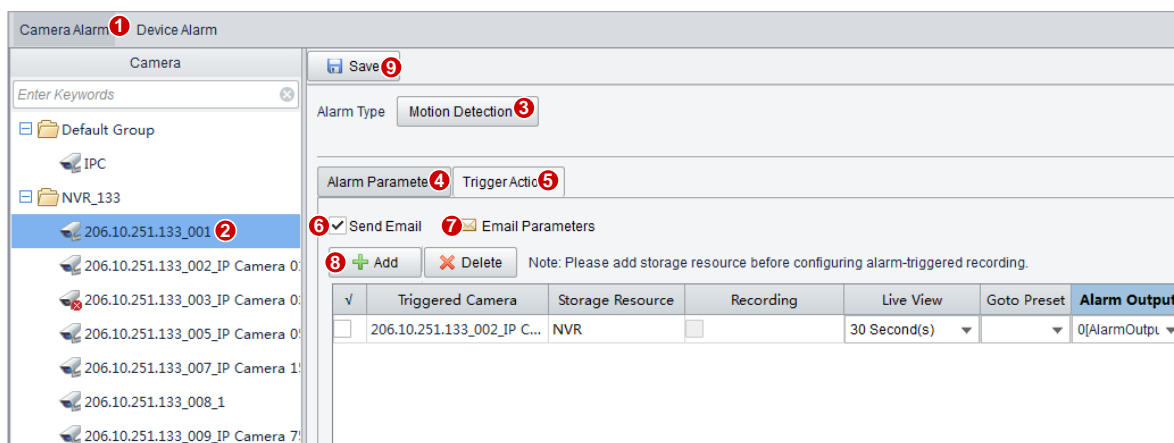 Camera Alarm 1 Device Alarm
Camera
Enter Keywords
Default Group
IPC
NVR_133
206.10.251.133_001 2
206.10.251.133_002_IP Camera 0
206.10.251.133_003_IP Camera 0
206.10.251.133_005_IP Camera 0
206.10.251.133_007_IP Camera 1
206.10.251.133_008_1
206.10.251.133_009_IP Camera 7
Save 9
Alarm Type Motion Detection 3
Alarm Paramete 4 Trigger Actio 5
6 Send Email 7 Email Parameters
8 Add Delete Note: Please add storage resource before configuring alarm-triggered recording.
√ Triggered Camera Storage Resource Recording Live View Goto Preset Alarm Output
206.10.251.133_002_IP C... NVR 30 Second(s) 0[AlarmOutpu